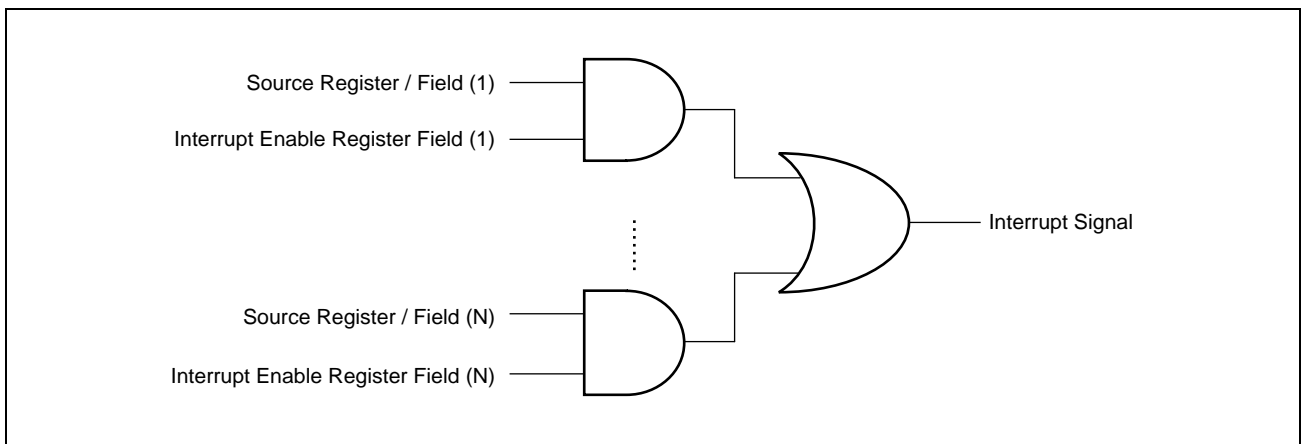 Source Register / Field (1)
Interrupt Enable Register Field (1)
Interrupt Signal
Source Register / Field (N)
Interrupt Enable Register Field (N)